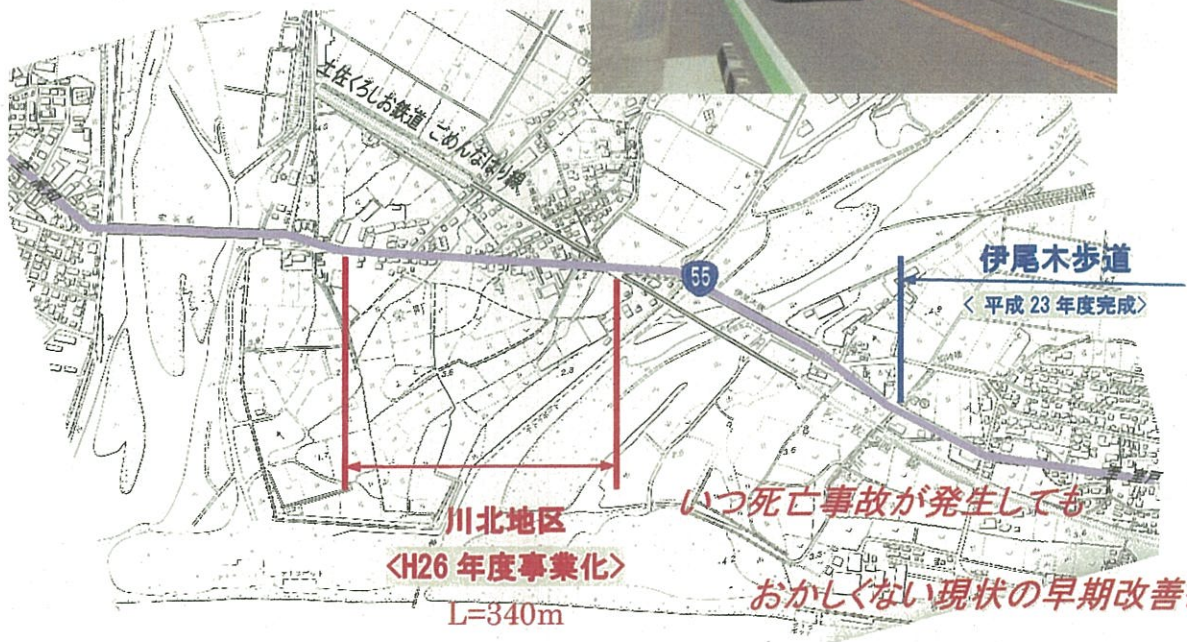 土佐くろしお鉄道 ごめんなはり線
55
伊尾木歩道
<平成23年度完成>
川北地区
<H26年度事業化>
L=340m
いつ死亡事故が発生しても
おかしくない現状の早期改善